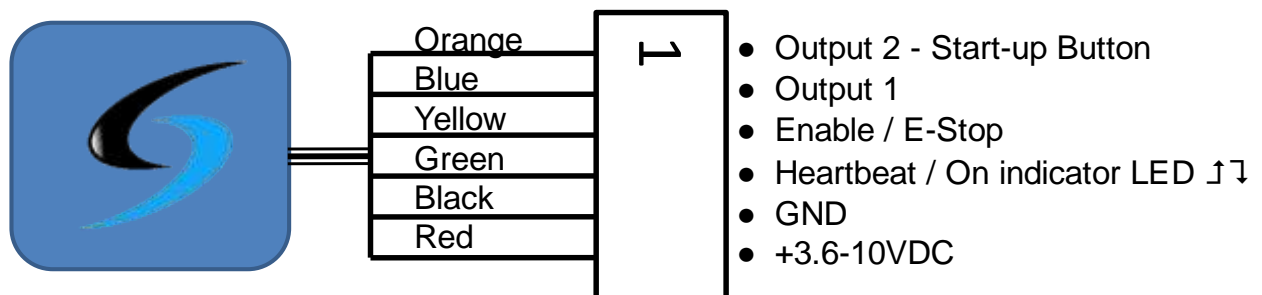 Orange
Blue
Yellow
Green
Black
Red
1
● Output 2 - Start-up Button
● Output 1
● Enable / E-Stop
● Heartbeat / On indicator LED
● GND
● +3.6-10VDC